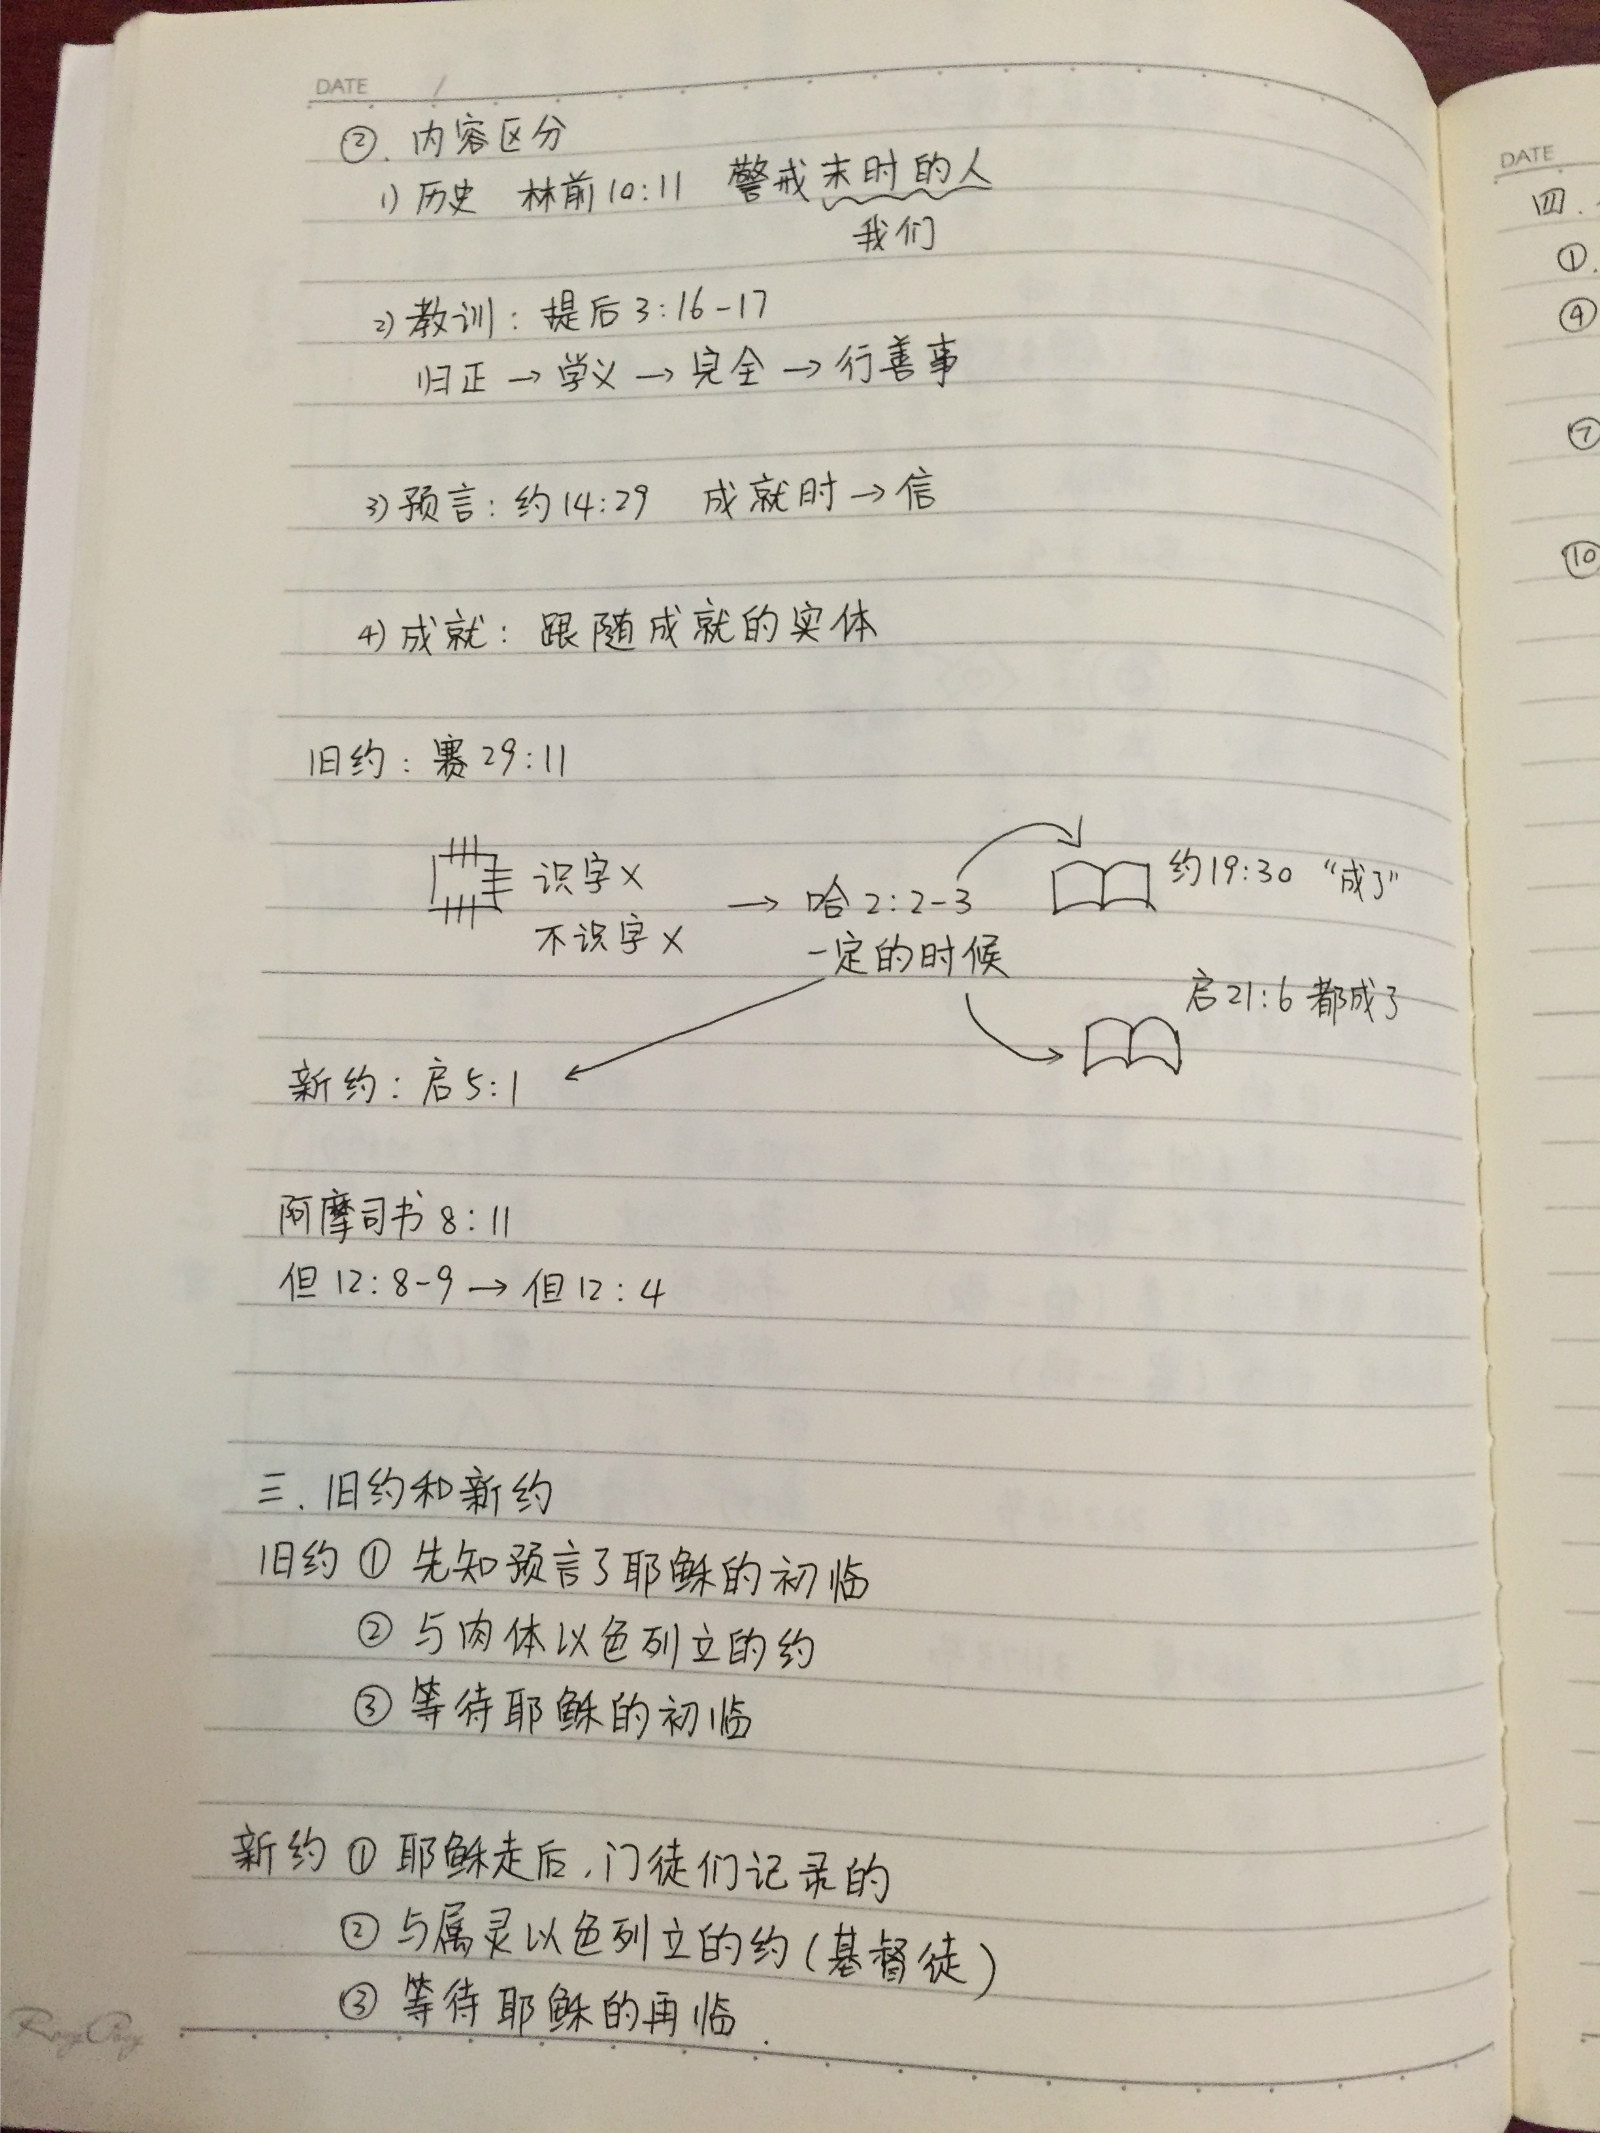 DATE /
②. 内容区分
1) 历史 林前10:11 警戒末时的人
我们
2) 教训: 提后3:16-17
归正→学义→完全→行善事
3) 预言: 约14:29 成就时→信
4) 成就: 跟随成就的实体
旧约: 赛29:11
识字×
不识字×
→ 哈2:2-3
一定的时候
约19:30 “成了”
启21:6 都成了
新约: 启5:1
阿摩司书8:11
但12:8-9→但12:4
三. 旧约和新约
旧约 ① 先知预言了耶稣的初临
② 与肉体以色列立的约
③ 等待耶稣的初临
新约 ① 耶稣走后,门徒们记录的
② 与属灵以色列立的约(基督徒)
③ 等待耶稣的再临.
DATE
四.
①.
④
⑦
⑩